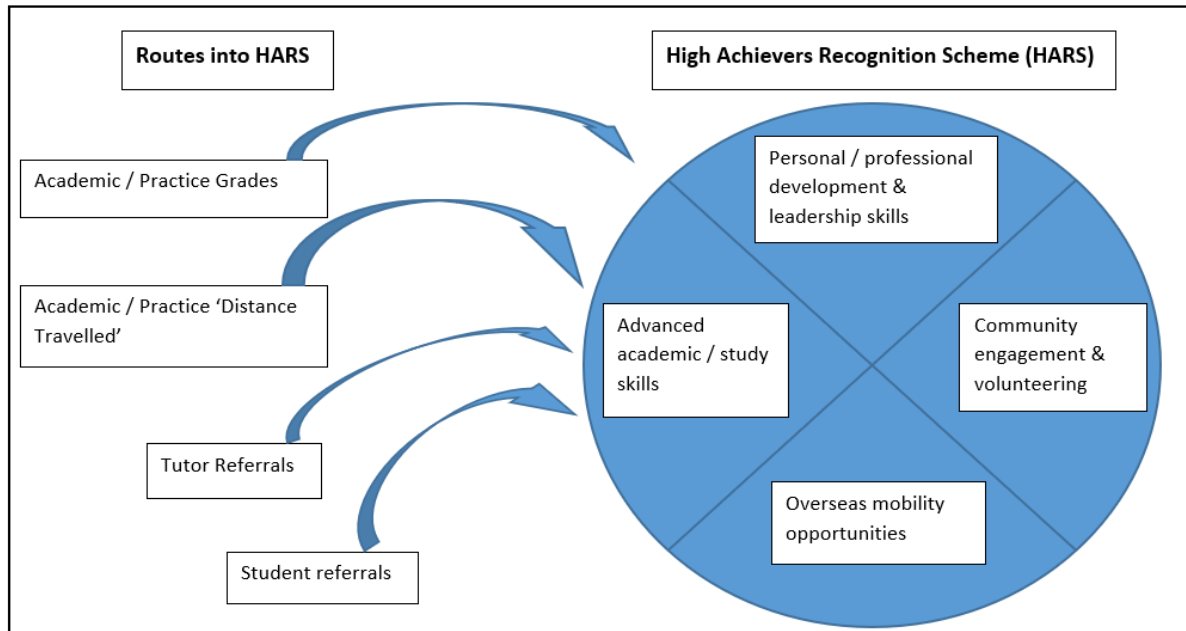 Routes into HARS
High Achievers Recognition Scheme (HARS)
Academic / Practice Grades
Academic / Practice ‘Distance
Travelled’
Tutor Referrals
Student referrals
Personal / professional
development &
leadership skills
Advanced
academic / study
skills
Community
engagement &
volunteering
Overseas mobility
opportunities